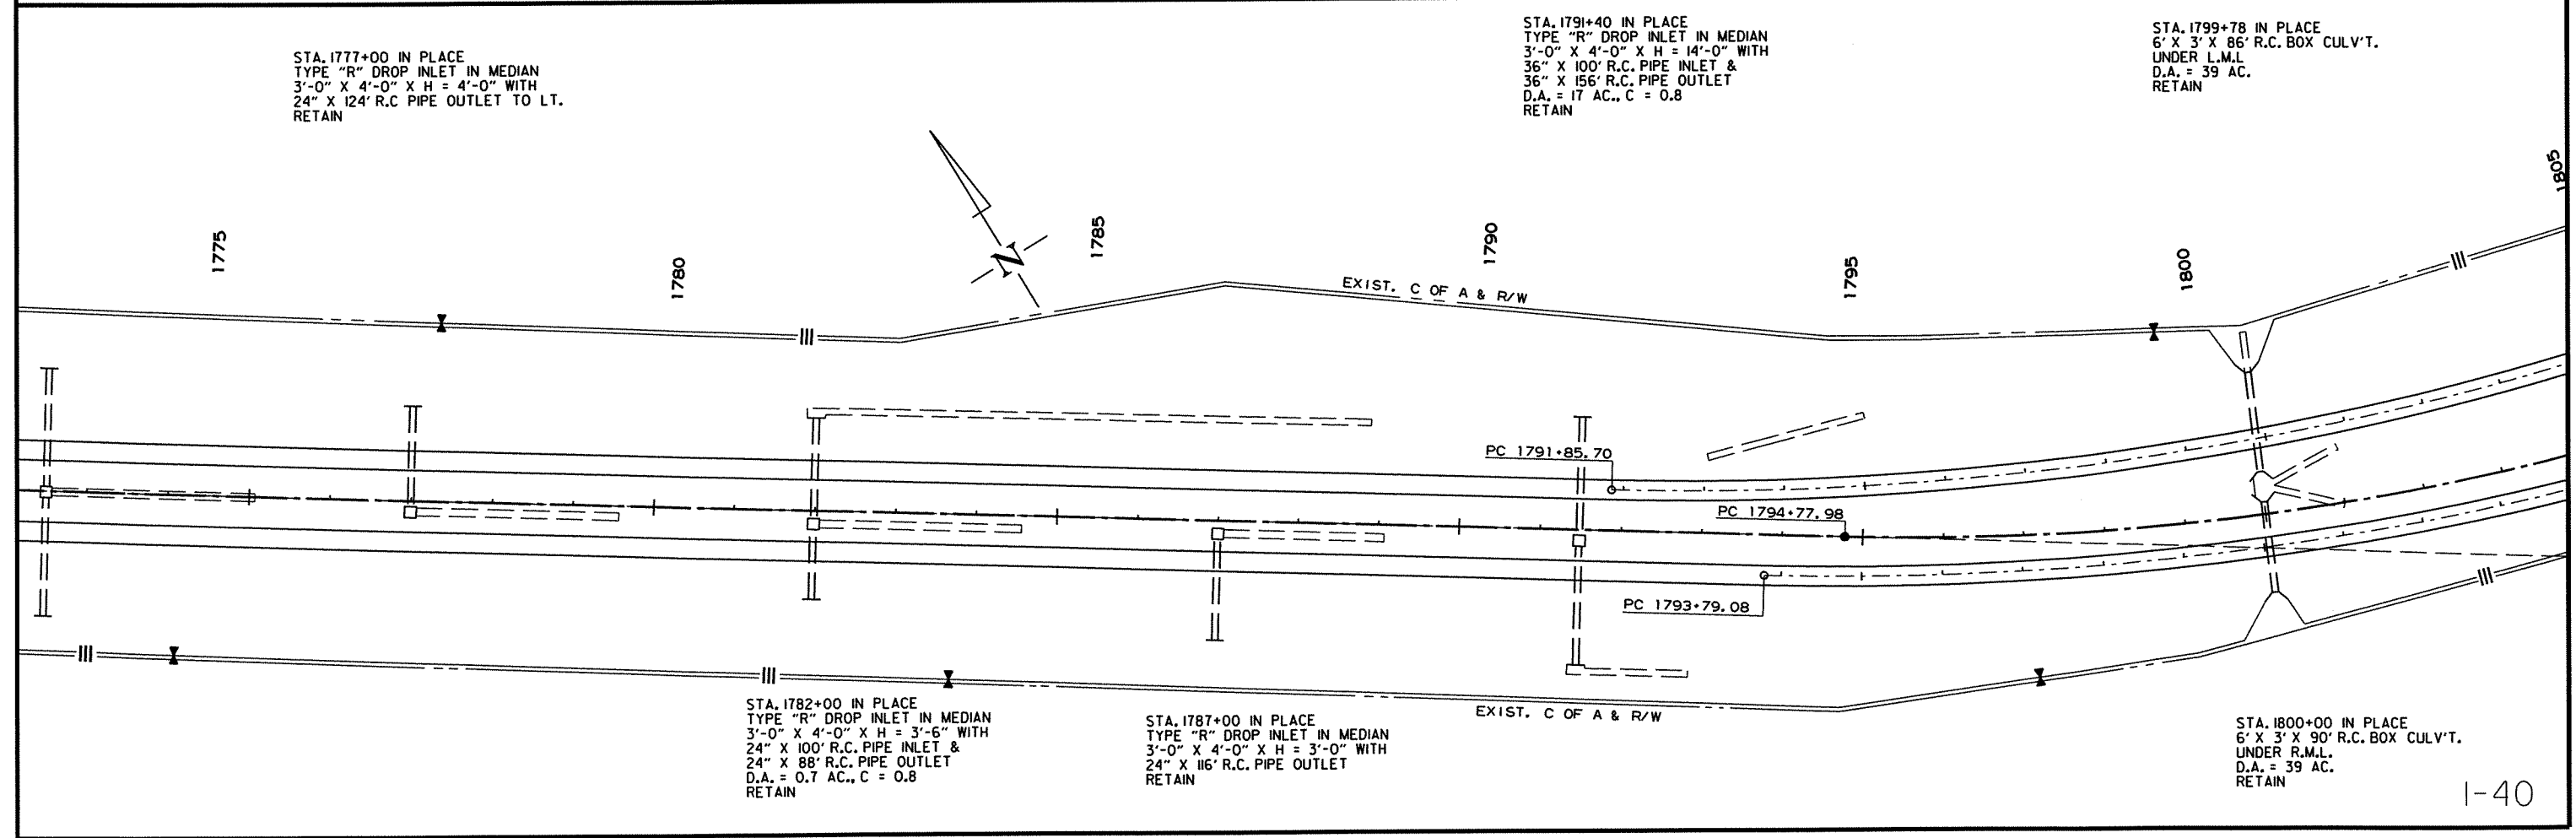 STA. 1777+00 IN PLACE
TYPE "R" DROP INLET IN MEDIAN
3'-0" X 4'-0" X H = 4'-0" WITH
24" X 124' R.C PIPE OUTLET TO LT.
RETAIN
STA. 1791+40 IN PLACE
TYPE "R" DROP INLET IN MEDIAN
3'-0" X 4'-0" X H = 14'-0" WITH
36" X 100' R.C. PIPE INLET &
36" X 156' R.C. PIPE OUTLET
D.A. = 17 AC., C = 0.8
RETAIN
STA. 1799+78 IN PLACE
6' X 3' X 86' R.C. BOX CULV'T.
UNDER L.M.L
D.A. = 39 AC.
RETAIN
1775
1780
N
1785
1790
1795
1800
1805
EXIST. C OF A & R/W
PC 1791+85.70
PC 1794+77.98
PC 1793+79.08
EXIST. C OF A & R/W
STA. 1782+00 IN PLACE
TYPE "R" DROP INLET IN MEDIAN
3'-0" X 4'-0" X H = 3'-6" WITH
24" X 100' R.C. PIPE INLET &
24" X 88' R.C. PIPE OUTLET
D.A. = 0.7 AC., C = 0.8
RETAIN
STA. 1787+00 IN PLACE
TYPE "R" DROP INLET IN MEDIAN
3'-0" X 4'-0" X H = 3'-0" WITH
24" X 116' R.C. PIPE OUTLET
RETAIN
STA. 1800+00 IN PLACE
6' X 3' X 90' R.C. BOX CULV'T.
UNDER R.M.L.
D.A. = 39 AC.
RETAIN
I-40